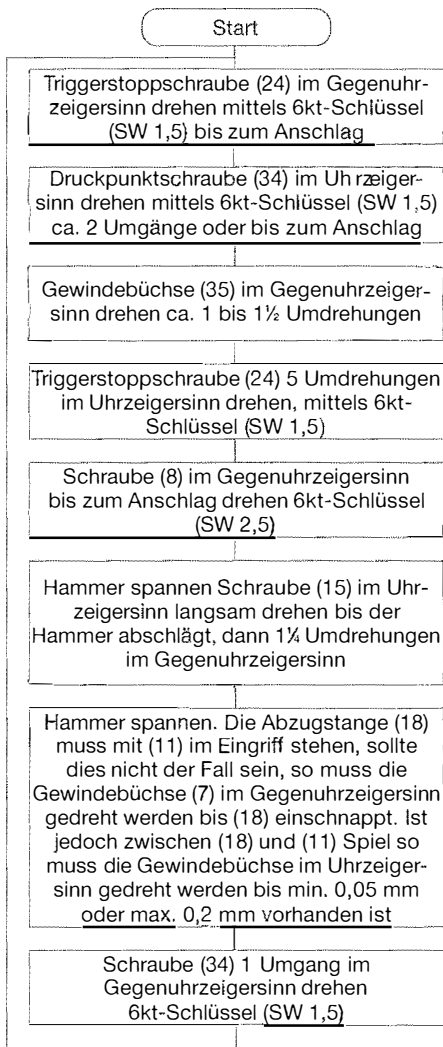 Start
Triggerstoppschraube (24) im Gegenuhr-
zeigersinn drehen mittels 6kt-Schlüssel
(SW 1,5) bis zum Anschlag
Druckpunktschraube (34) im Uhrzeiger-
sinn drehen mittels 6kt-Schlüssel (SW 1,5)
ca. 2 Umgänge oder bis zum Anschlag
Gewindebüchse (35) im Gegenuhrzeiger-
sinn drehen ca. 1 bis 1½ Umdrehungen
Triggerstoppschraube (24) 5 Umdrehungen
im Uhrzeigersinn drehen, mittels 6kt-
Schlüssel (SW 1,5)
Schraube (8) im Gegenuhrzeigersinn
bis zum Anschlag drehen 6kt-Schlüssel
(SW 2,5)
Hammer spannen Schraube (15) im Uhr-
zeigersinn langsam drehen bis der
Hammer abschlägt, dann 1¼ Umdrehungen
im Gegenuhrzeigersinn
Hammer spannen. Die Abzugstange (18)
muss mit (11) im Eingriff stehen, sollte
dies nicht der Fall sein, so muss die
Gewindebüchse (7) im Gegenuhrzeigersinn
gedreht werden bis (18) einschnappt. Ist
jedoch zwischen (18) und (11) Spiel so
muss die Gewindebüchse im Uhrzeiger-
sinn gedreht werden bis min. 0,05 mm
oder max. 0,2 mm vorhanden ist
Schraube (34) 1 Umgang im
Gegenuhrzeigersinn drehen
6kt-Schlüssel (SW 1,5)